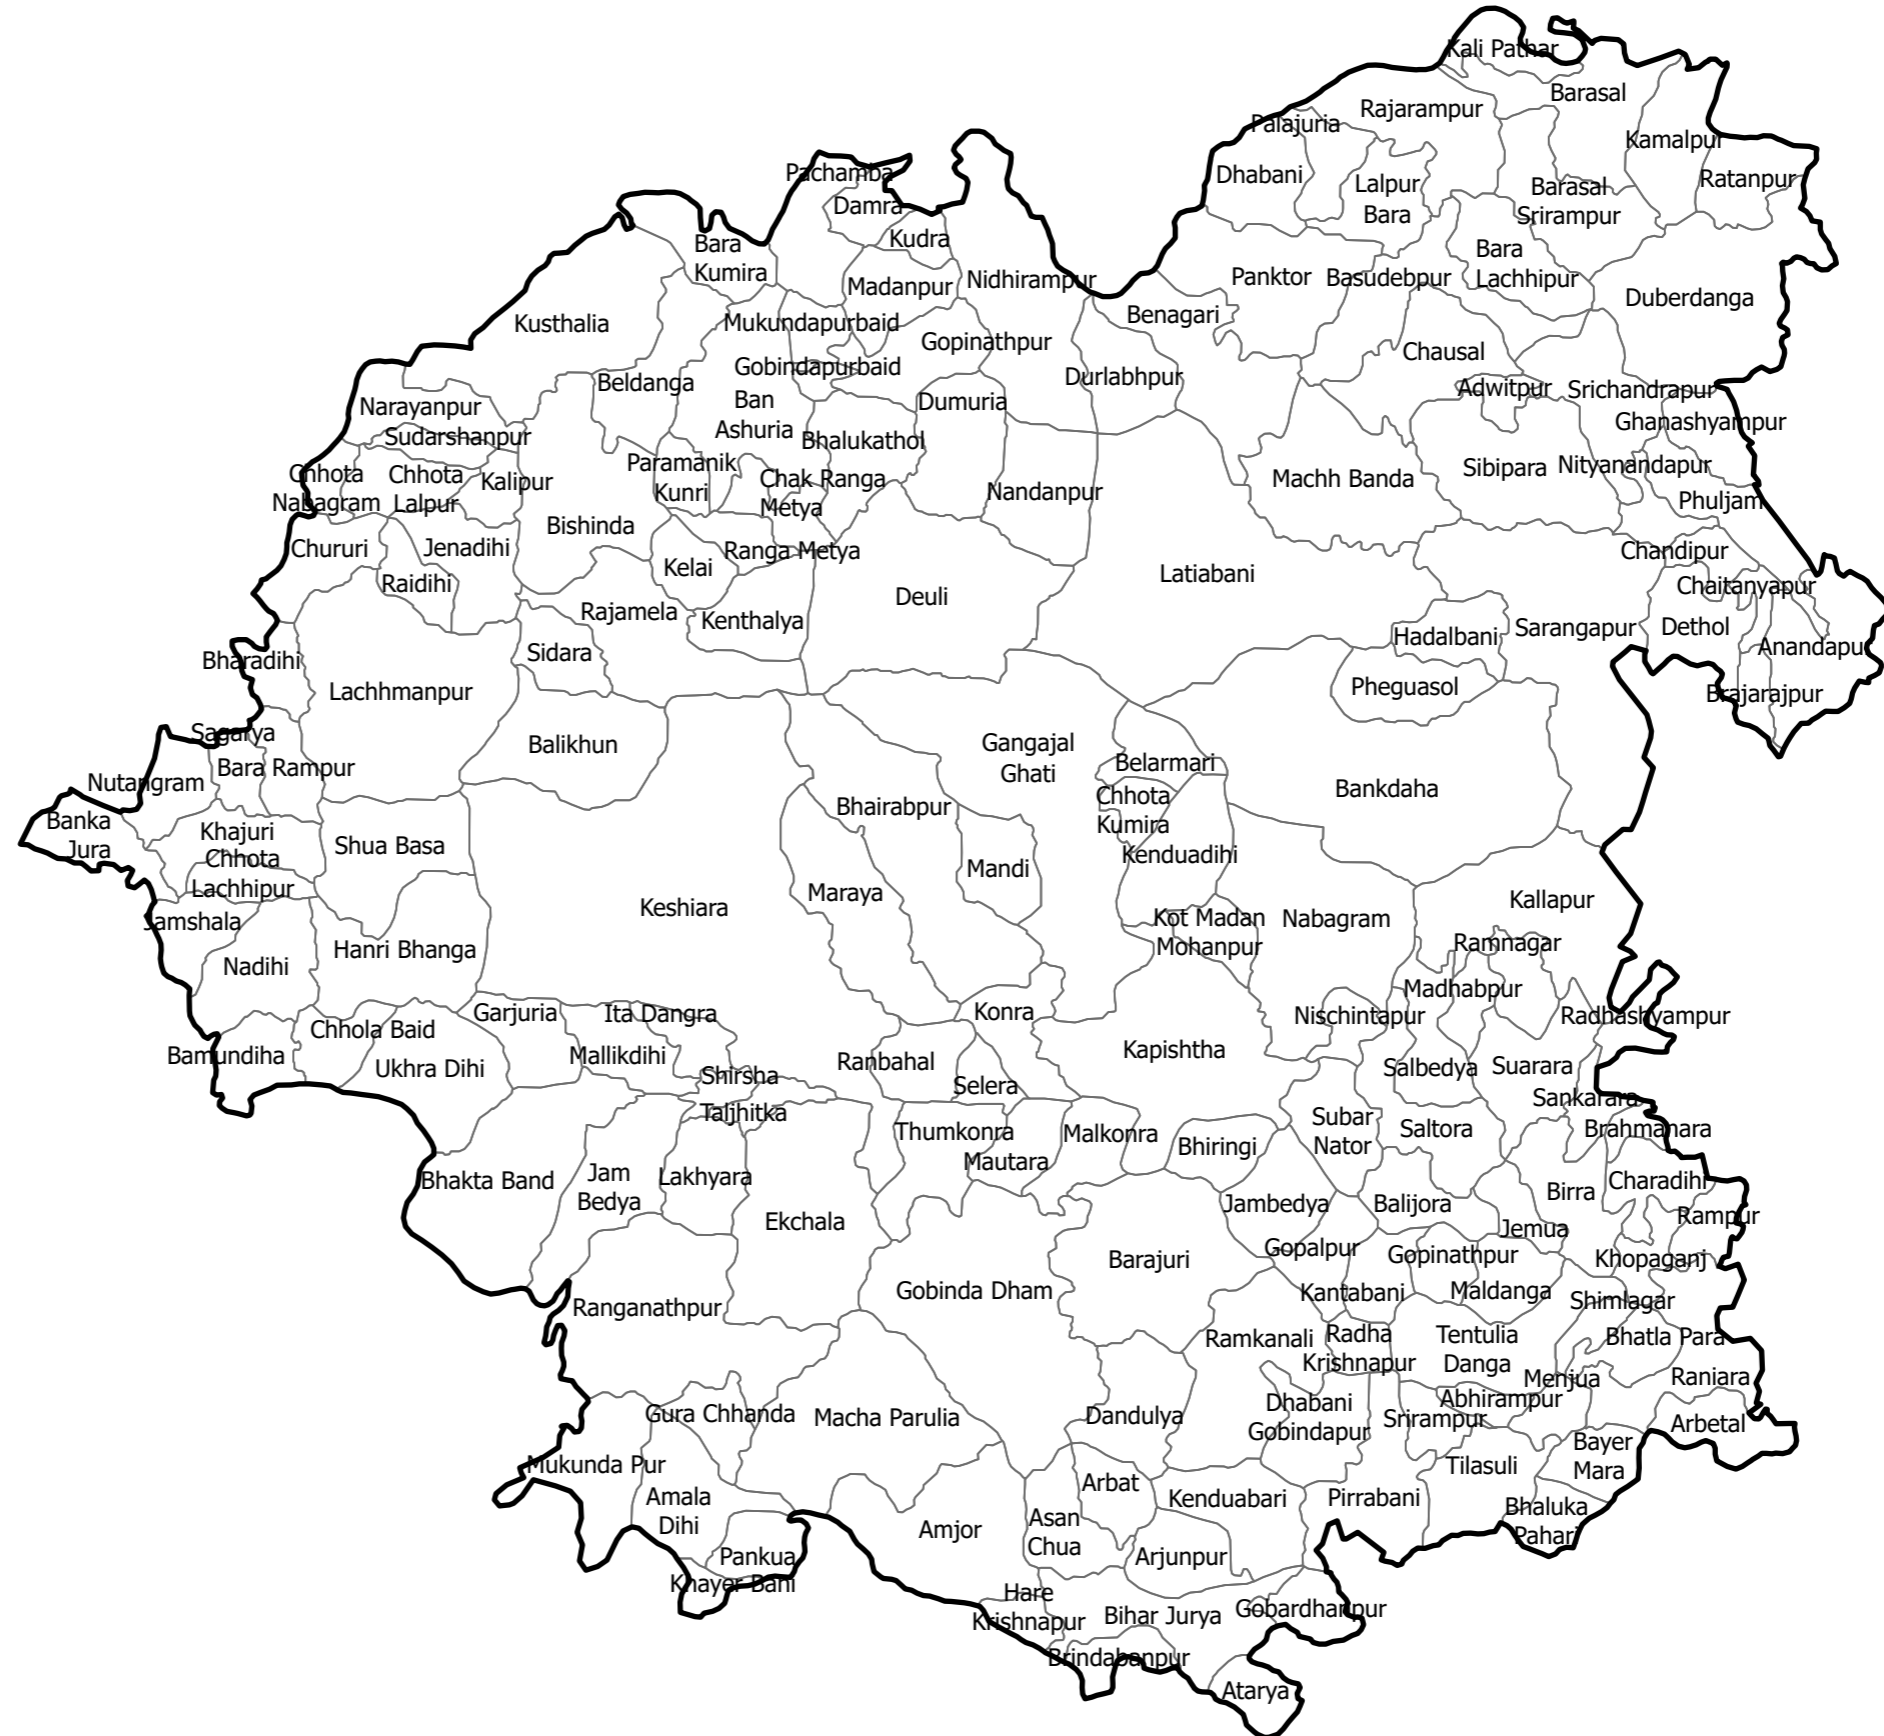 Kali Pathar
Barasal
Rajarampur
Palajuria
Kamalpur
Dhabani
Lalpur
Bara
Barasal
Srirampur
Ratanpur
Pachamba
Damra
Kudra
Bara
Kumira
Madanpur
Nidhirampur
Panktor
Basudebpur
Bara
Lachhipur
Duberdanga
Benagari
Kusthalia
Mukundapurbaid
Gopinathpur
Chausal
Gobindapurbaid
Durlabhpur
Beldanga
Adwitpur
Srichandrapur
Narayanpur
Ban
Ashuria
Dumuria
Ghanashyampur
Sudarshanpur
Bhalukathol
Chhota
Nabagram
Chhota
Lalpur
Kalipur
Paramanik
Kunri
Chak Ranga
Metya
Nandanpur
Machh Banda
Sibipara
Nityanandapur
Phuljam
Chururi
Jenadihi
Bishinda
Ranga Metya
Chandipur
Raidihi
Kelai
Deuli
Latiabani
Chaitanyapur
Rajamela
Kenthalya
Hadalbani
Sarangapur
Dethol
Anandapu
Bharadihi
Sidara
Lachhmanpur
Pheguasol
Brajarajpur
Sagarya
Balikhun
Gangajal
Ghati
Belarmari
Nutangram
Bara Rampur
Bankdaha
Bhairabpur
Chhota
Kumira
Banka
Jura
Khajuri
Chhota
Lachhipur
Shua Basa
Kenduadihi
Mandi
Maraya
Keshiara
Kallapur
Jamshala
Kot Madan
Mohanpur
Nabagram
Hanri Bhanga
Ramnagar
Nadihi
Madhabpur
Garjuria
Ita Dangra
Konra
Nischintapur
Radhashyampur
Chhola Baid
Bamundiha
Ukhra Dihi
Mallikdihi
Ranbahal
Kapishtha
Salbedya
Suarara
Shirsha
Selera
Sankarara
Taljhitka
Subar
Nator
Saltora
Brahmanara
Thumkonra
Malkonra
Bhiringi
Mautara
Bhakta Band
Jam
Bedya
Lakhyara
Birra
Charadihi
Ekchala
Jambedya
Balijora
Rampur
Jemua
Barajuri
Gopalpur
Gopinathpur
Khopaganj
Gobinda Dham
Kantabani
Maldanga
Shimlagar
Ranganathpur
Ramkanali
Radha
Krishnapur
Tentulia
Danga
Bhatla Para
Menjua
Raniara
Gura Chhanda
Macha Parulia
Dandulya
Dhabani
Gobindapur
Srirampur
Abhirampur
Arbetal
Mukunda Pur
Bayer
Mara
Tilasuli
Amala
Dihi
Arbat
Kenduabari
Pirrabani
Bhaluka
Pahari
Amjor
Asan
Chua
Arjunpur
Pankua
Khayer Bani
Hare
Krishnapur
Bihar Jurya
Gobardhanpur
Brindabanpur
Atarya